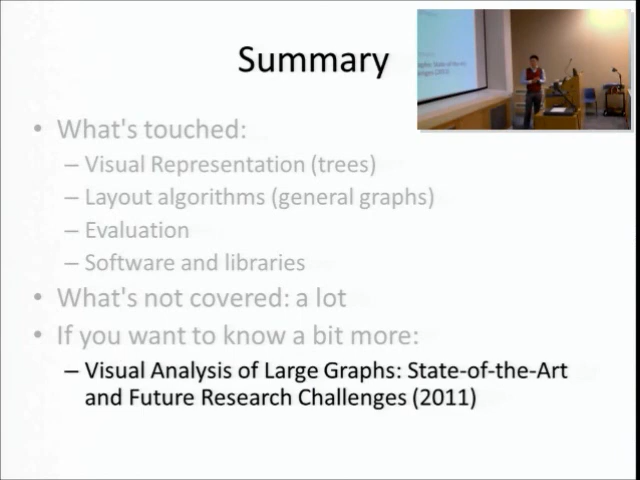 Summary
• What's touched:
– Visual Representation (trees)
– Layout algorithms (general graphs)
– Evaluation
– Software and libraries
• What's not covered: a lot
• If you want to know a bit more:
– Visual Analysis of Large Graphs: State-of-the-Art
and Future Research Challenges (2011)